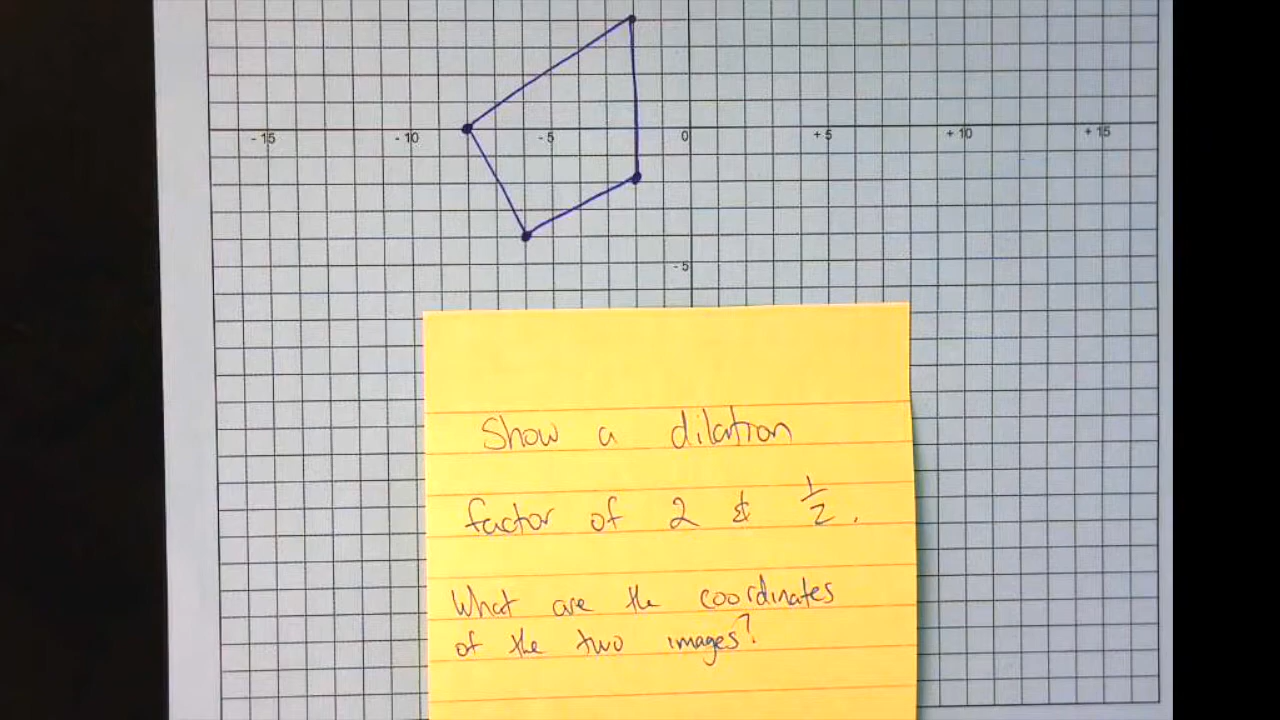 - 15 - 10 - 5 0 + 5 + 10 + 15
- 5
Show a dilation
factor of 2 & 1/2.
What are the coordinates
of the two images?